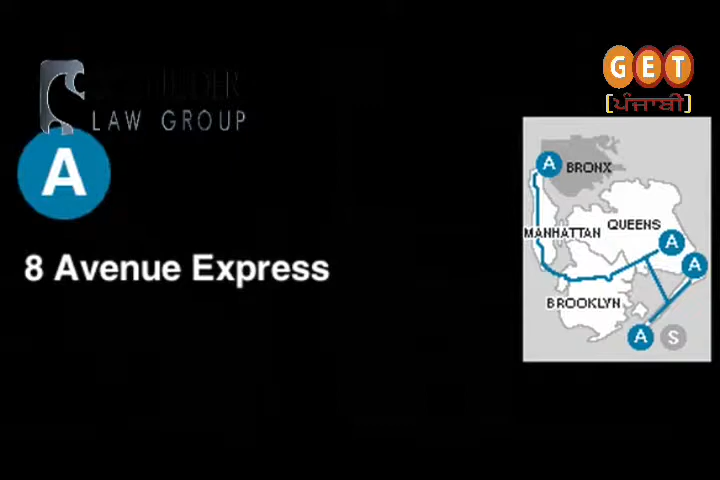 LAW GROUP
GET
[ਪੰਜਾਬੀ]
A
8 Avenue Express
A
BRONX
MANHATTAN
QUEENS
A
A
BROOKLYN
A
S